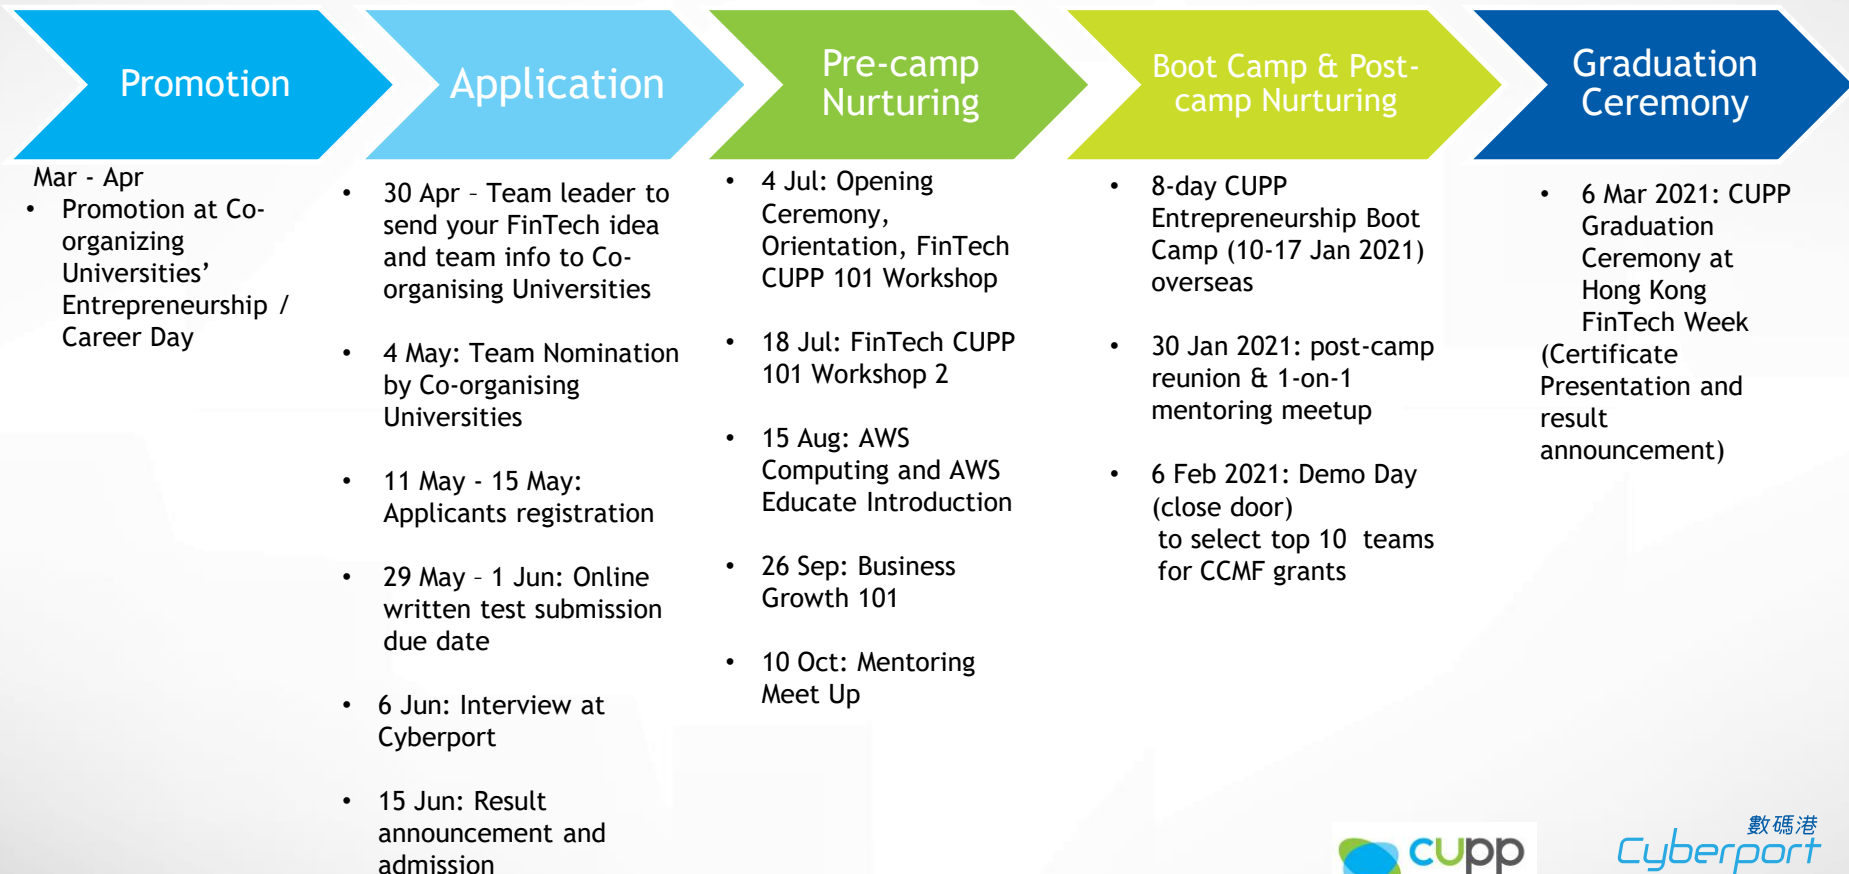 Promotion
Application
Pre-camp
Nurturing
Boot Camp & Post-
camp Nurturing
Graduation
Ceremony
Mar - Apr
• Promotion at Co-
organizing
Universities’
Entrepreneurship /
Career Day
• 30 Apr – Team leader to
send your FinTech idea
and team info to Co-
organising Universities
• 4 May: Team Nomination
by Co-organising
Universities
• 11 May - 15 May:
Applicants registration
• 29 May – 1 Jun: Online
written test submission
due date
• 6 Jun: Interview at
Cyberport
• 15 Jun: Result
announcement and
admission
• 4 Jul: Opening
Ceremony,
Orientation, FinTech
CUPP 101 Workshop
• 18 Jul: FinTech CUPP
101 Workshop 2
• 15 Aug: AWS
Computing and AWS
Educate Introduction
• 26 Sep: Business
Growth 101
• 10 Oct: Mentoring
Meet Up
• 8-day CUPP
Entrepreneurship Boot
Camp (10-17 Jan 2021)
overseas
• 30 Jan 2021: post-camp
reunion & 1-on-1
mentoring meetup
• 6 Feb 2021: Demo Day
(close door)
to select top 10 teams
for CCMF grants
• 6 Mar 2021: CUPP
Graduation
Ceremony at
Hong Kong
FinTech Week
(Certificate
Presentation and
result
announcement)
cupp
數碼港
Cyberport